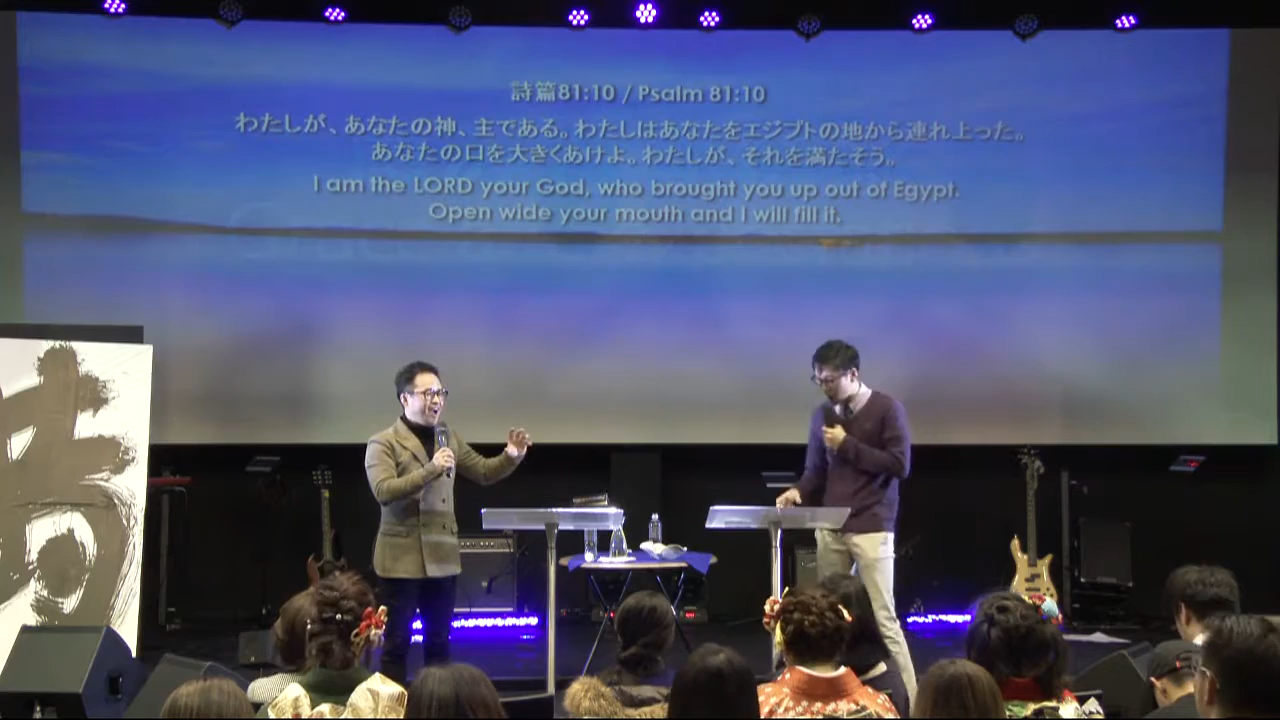 詩篇81:10 / Psalm 81:10
わたしが、あなたの神、主である。わたしはあなたをエジプトの地から連れ上った。
あなたの口を大きくあけよ。わたしが、それを満たそう。
I am the LORD your God, who brought you up out of Egypt.
Open wide your mouth and I will fill it.